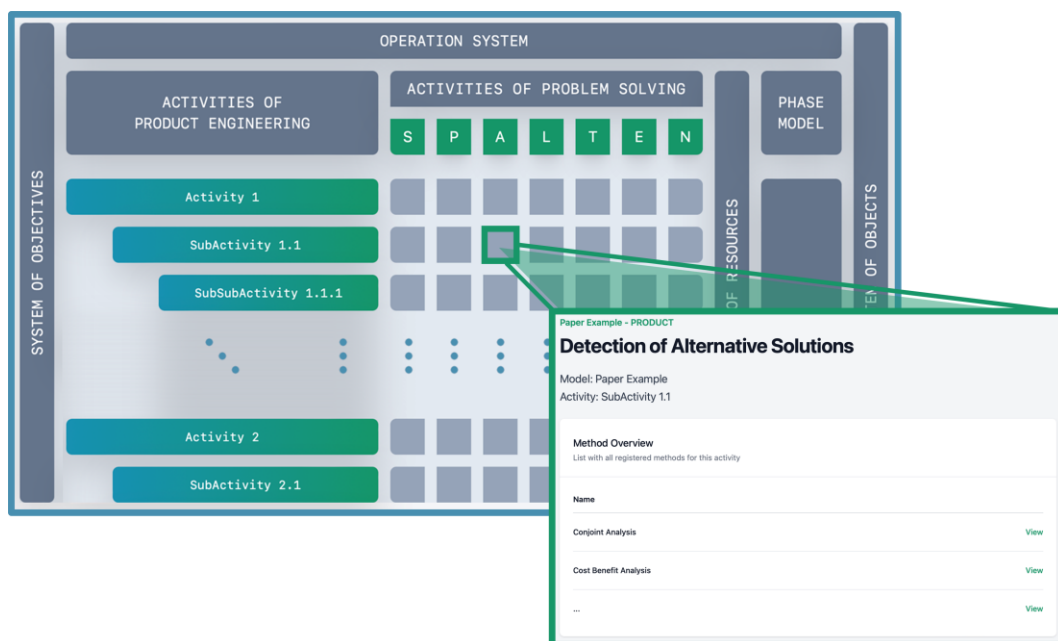 OPERATION SYSTEM
SYSTEM OF OBJECTIVES
ACTIVITIES OF
PRODUCT ENGINEERING
ACTIVITIES OF PROBLEM SOLVING
S P A L T E N
PHASE
MODEL
OF RESOURCES
OF OBJECTS
Activity 1
SubActivity 1.1
SubSubActivity 1.1.1
Activity 2
SubActivity 2.1
Paper Example - PRODUCT
Detection of Alternative Solutions
Model: Paper Example
Activity: SubActivity 1.1
Method Overview
List with all registered methods for this activity
Name
Conjoint Analysis View
Cost Benefit Analysis View
... View